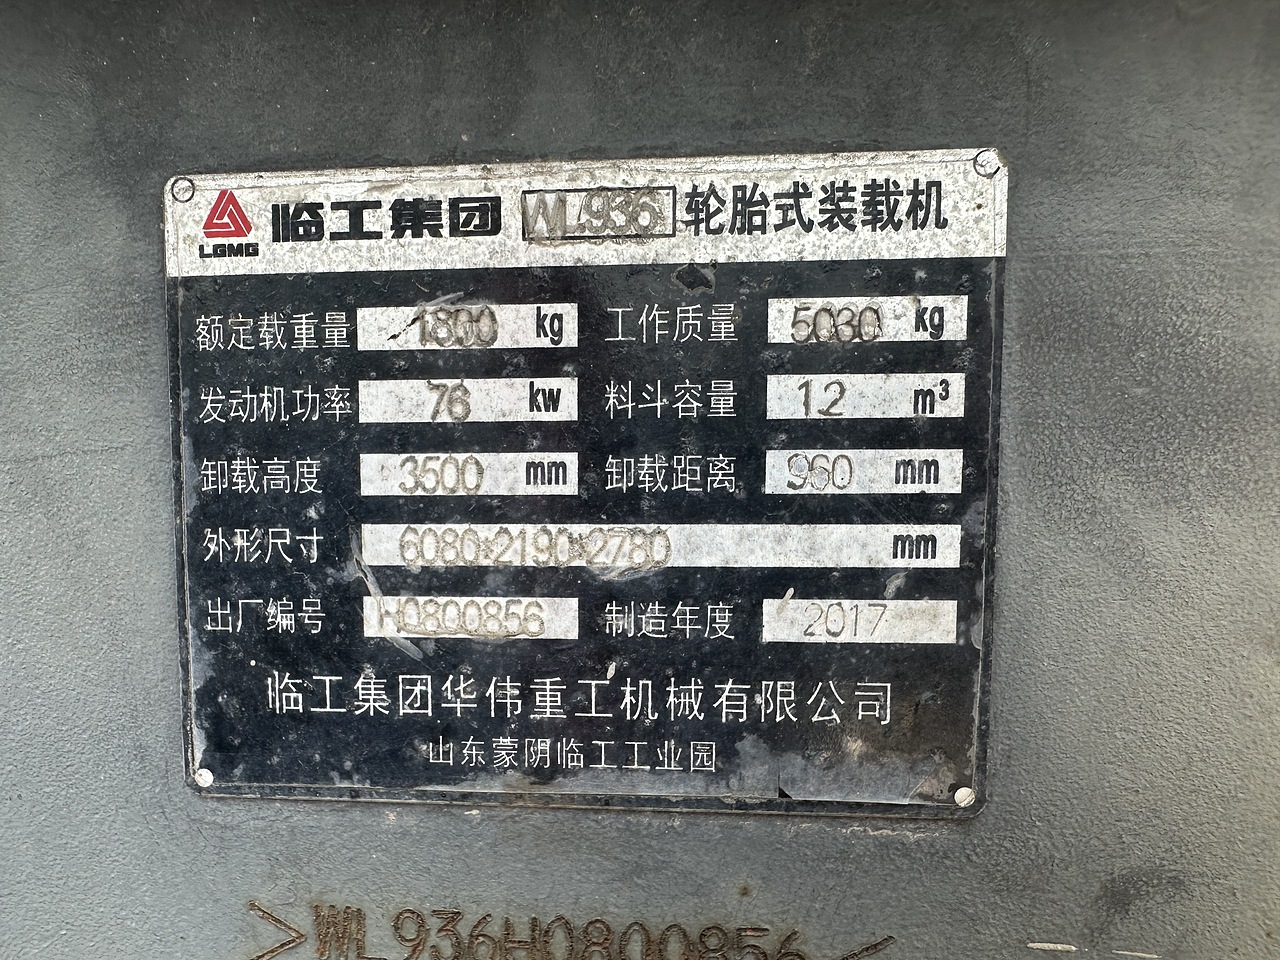 LGMG 临工集团 WL936 轮胎式装载机
额定载重量 1800 kg 工作质量 5030 kg
发动机功率 76 kw 料斗容量 1.2 m³
卸载高度 3500 mm 卸载距离 960 mm
外形尺寸 6080×2190×2780 mm
出厂编号 H0800856 制造年度 2017
临工集团华伟重工机械有限公司
山东蒙阴临工工业园
>WL936H0800856<